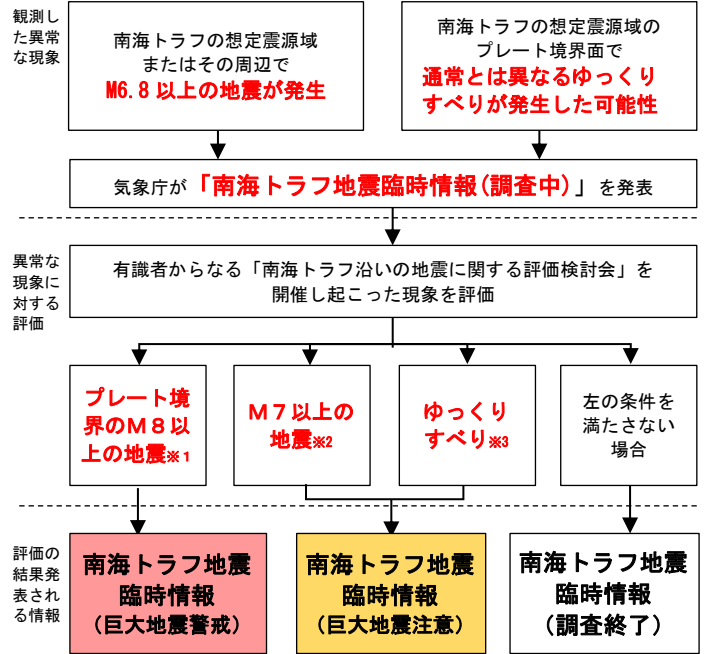 観測した異常
な現象
南海トラフの想定震源域
またはその周辺で
M6.8 以上の地震が発生
南海トラフの想定震源域の
プレート境界面で
通常とは異なるゆっくり
すべりが発生した可能性
気象庁が「南海トラフ地震臨時情報(調査中)」を発表
異常な
現象に
対する
評価
有識者からなる「南海トラフ沿いの地震に関する評価検討会」を
開催し起こった現象を評価
プレート境
界のM8以
上の地震※1
M7以上の
地震※2
ゆっくり
すべり※3
左の条件を
満たさない
場合
評価の
結果発
表され
る情報
南海トラフ地震
臨時情報
(巨大地震警戒)
南海トラフ地震
臨時情報
(巨大地震注意)
南海トラフ地震
臨時情報
(調査終了)